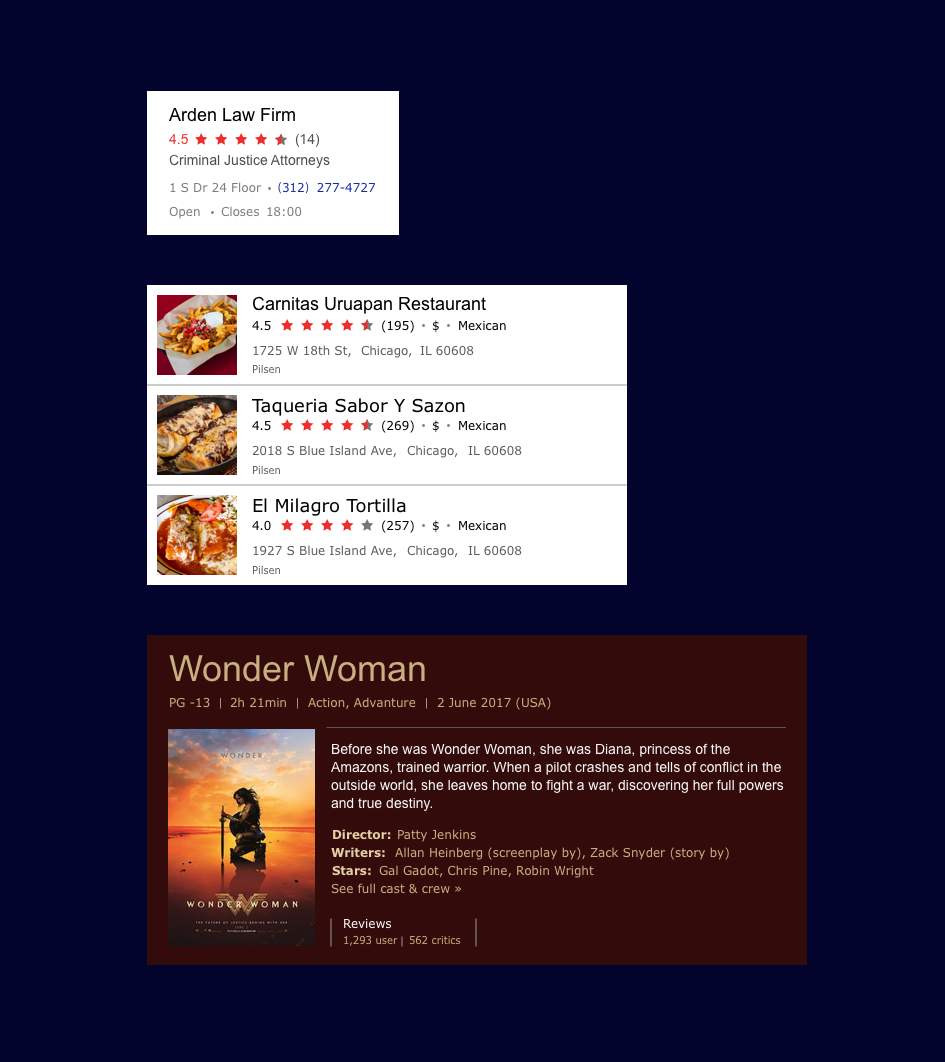 Arden Law Firm
4.5 (14)
Criminal Justice Attorneys
1 S Dr 24 Floor • (312) 277-4727
Open • Closes 18:00
Carnitas Uruapan Restaurant
4.5 (195) • $ • Mexican
1725 W 18th St, Chicago, IL 60608
Pilsen
Taqueria Sabor Y Sazon
4.5 (269) • $ • Mexican
2018 S Blue Island Ave, Chicago, IL 60608
Pilsen
El Milagro Tortilla
4.0 (257) • $ • Mexican
1927 S Blue Island Ave, Chicago, IL 60608
Pilsen
Wonder Woman
PG -13 | 2h 21min | Action, Advanture | 2 June 2017 (USA)
WONDER
WONDER WOMAN
THE FUTURE OF JUSTICE BEGINS WITH HER
Before she was Wonder Woman, she was Diana, princess of the
Amazons, trained warrior. When a pilot crashes and tells of conflict in the
outside world, she leaves home to fight a war, discovering her full powers
and true destiny.
Director: Patty Jenkins
Writers: Allan Heinberg (screenplay by), Zack Snyder (story by)
Stars: Gal Gadot, Chris Pine, Robin Wright
See full cast & crew »
Reviews
1,293 user | 562 critics